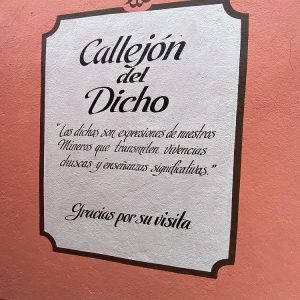 Callejón
del
Dicho
"Los dichos son expresiones de nuestros
Mineros que transmiten vivencias
chuscas y enseñanzas significativas."
Gracias por su visita